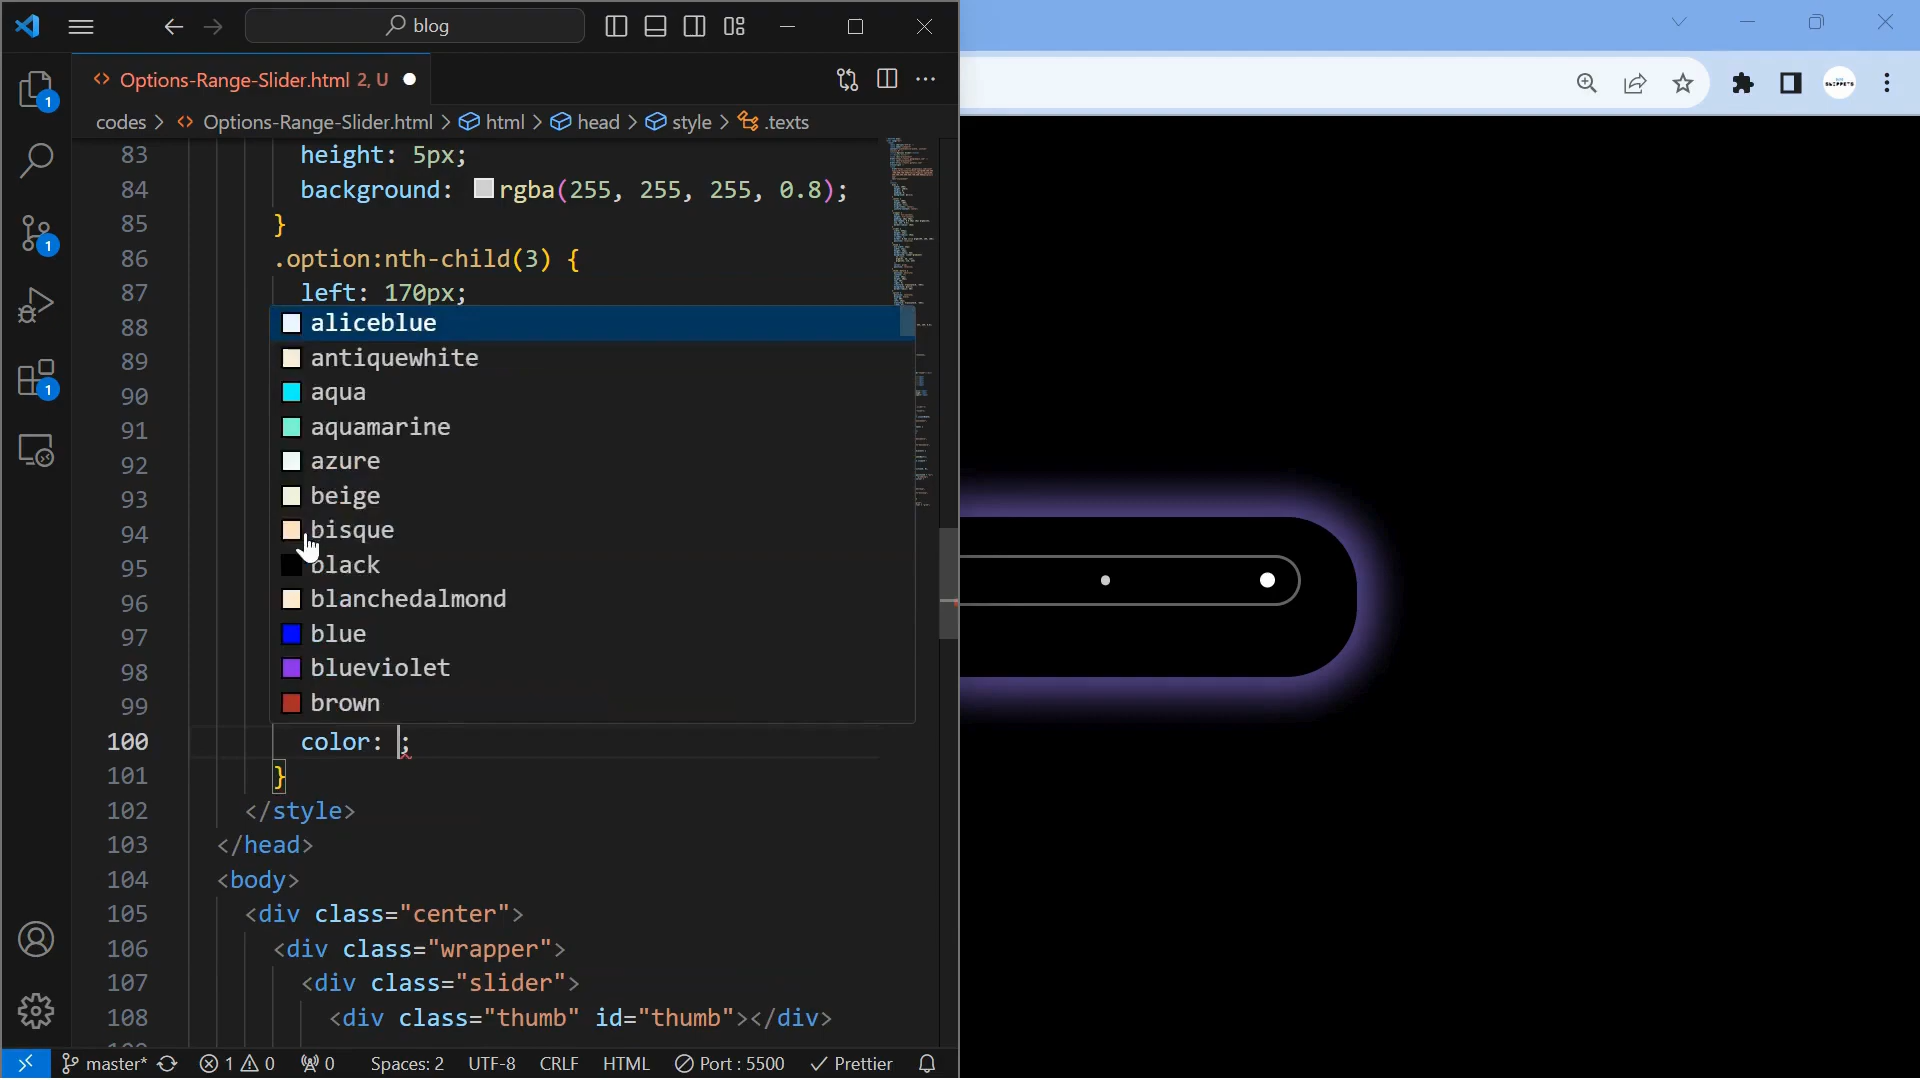 blog
Options-Range-Slider.html 2, U
codes > Options-Range-Slider.html > html > head > style > .texts
83 height: 5px;
84 background: rgba(255, 255, 255, 0.8);
85 }
86 .option:nth-child(3) {
87 left: 170px;
88 aliceblue
89 antiquewhite
90 aqua
91 aquamarine
92 azure
93 beige
94 bisque
95 black
96 blanchedalmond
97 blue
98 blueviolet
99 brown
100 color: ;
101 }
102 </style>
103 </head>
104 <body>
105 <div class="center">
106 <div class="wrapper">
107 <div class="slider">
108 <div class="thumb" id="thumb"></div>
master* 1 0 0 Spaces: 2 UTF-8 CRLF HTML Port : 5500 Prettier
1
1
1